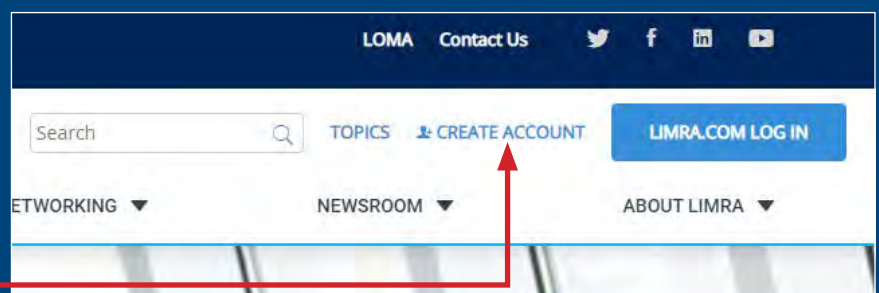 LOMA Contact Us
Search TOPICS CREATE ACCOUNT LIMRA.COM LOG IN
ETWORKING NEWSROOM ABOUT LIMRA